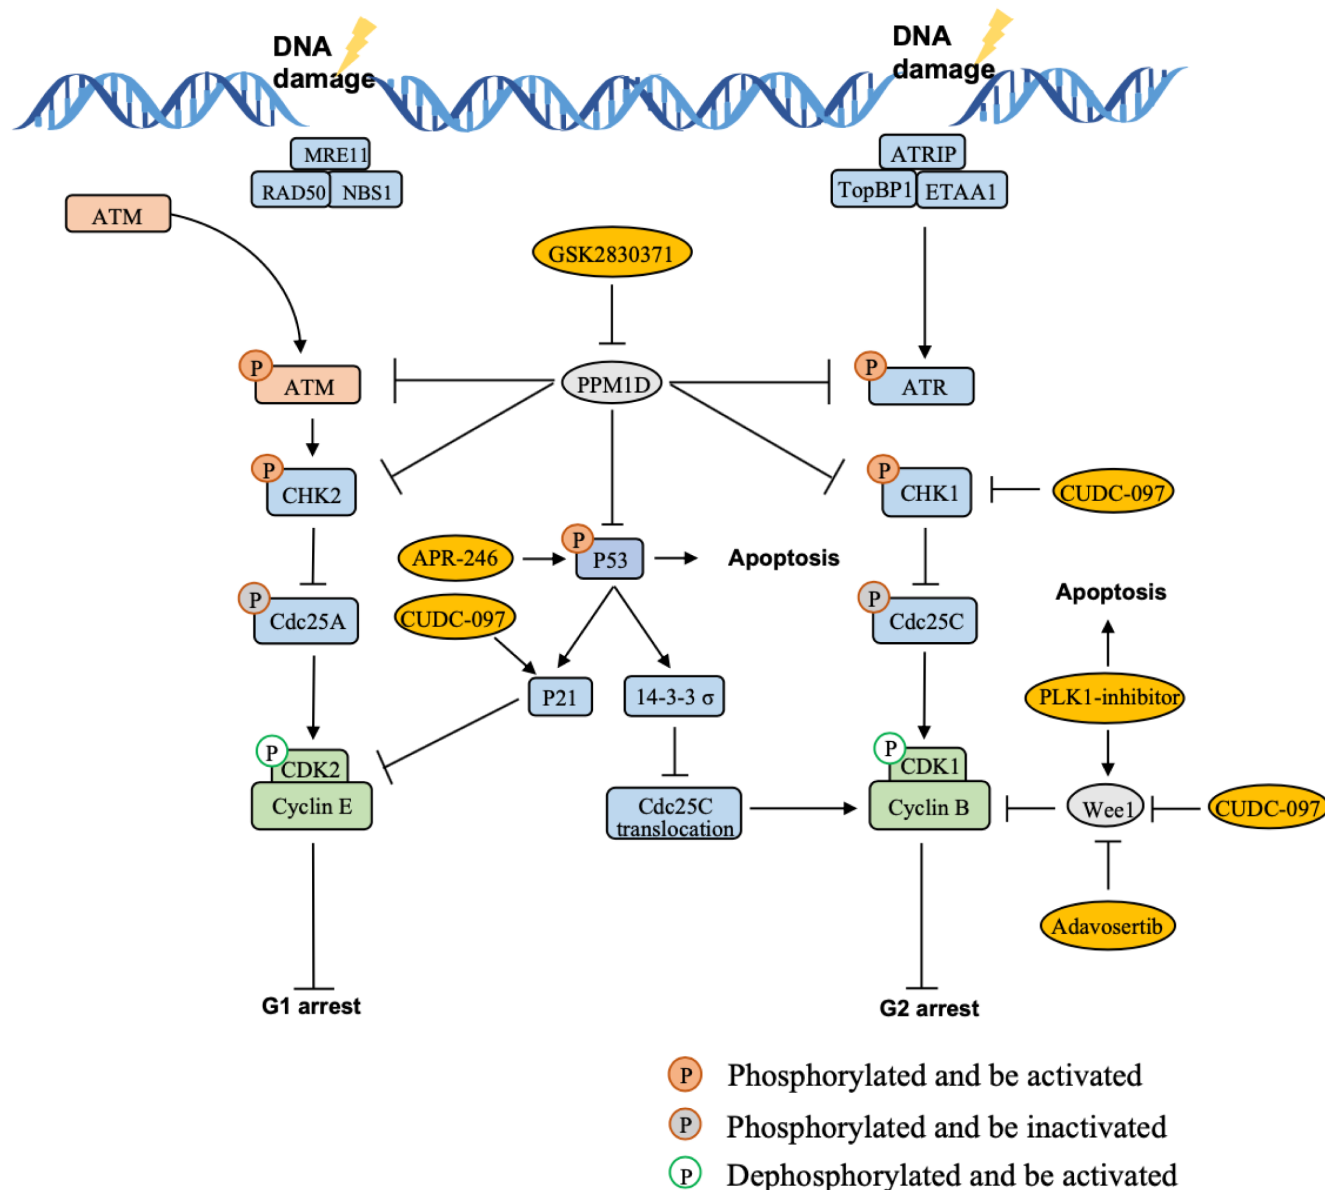 DNA
damage
DNA
damage
MRE11
RAD50
NBS1
ATRIP
TopBP1
ETAA1
ATM
GSK2830371
P
ATM
PPM1D
P
ATR
P
CHK2
P
CHK1
CUDC-097
APR-246
P
P53
Apoptosis
P
Cdc25A
CUDC-097
P
Cdc25C
Apoptosis
P21
14-3-3 σ
PLK1-inhibitor
P
CDK2
Cyclin E
Cdc25C
translocation
P
CDK1
Cyclin B
Wee1
CUDC-097
Adavosertib
G1 arrest
G2 arrest
P Phosphorylated and be activated
P Phosphorylated and be inactivated
P Dephosphorylated and be activated